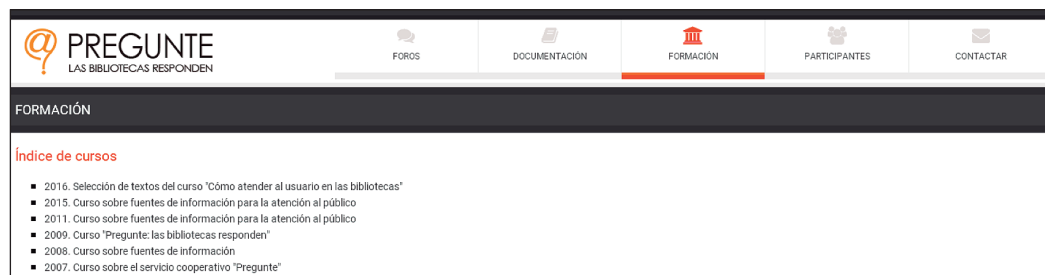 @ PREGUNTE
LAS BIBLIOTECAS RESPONDEN
FOROS
DOCUMENTACIÓN
FORMACIÓN
PARTICIPANTES
CONTACTAR
FORMACIÓN
Índice de cursos
2016. Selección de textos del curso "Cómo atender al usuario en las bibliotecas"
2015. Curso sobre fuentes de información para la atención al público
2011. Curso sobre fuentes de información para la atención al público
2009. Curso "Pregunte: las bibliotecas responden"
2008. Curso sobre fuentes de información
2007. Curso sobre el servicio cooperativo "Pregunte"